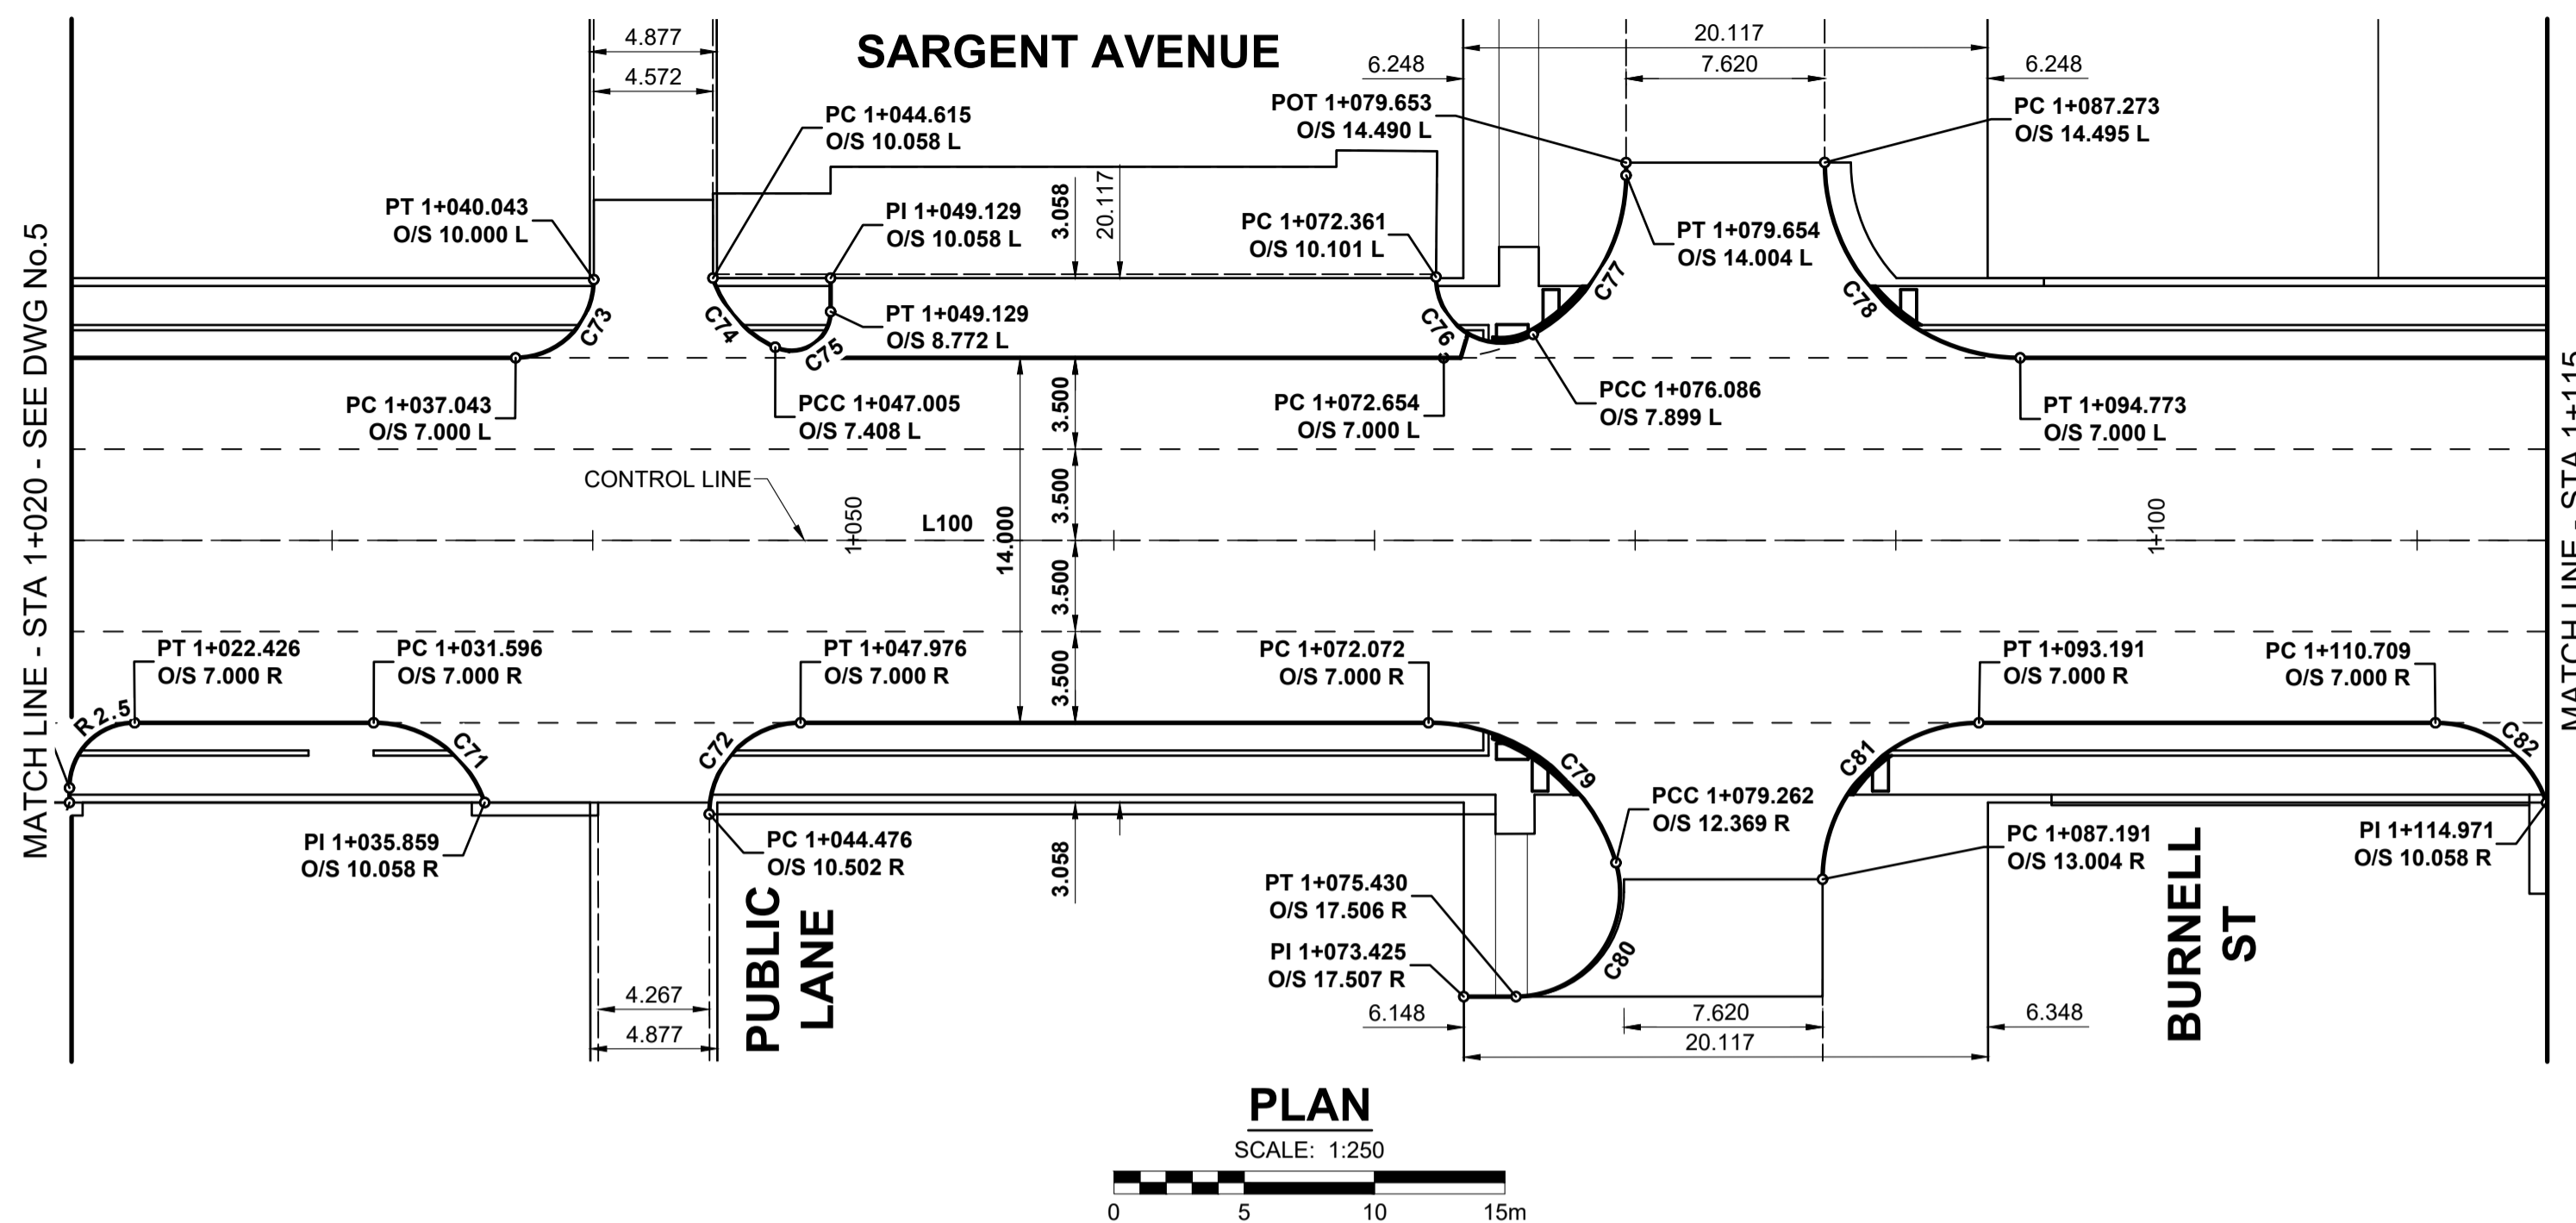 SARGENT AVENUE
4.877
4.572
20.117
6.248
7.620
6.248
PC 1+044.615
O/S 10.058 L
POT 1+079.653
O/S 14.490 L
PC 1+087.273
O/S 14.495 L
PT 1+040.043
O/S 10.000 L
PI 1+049.129
O/S 10.058 L
3.058
20.117
PC 1+072.361
O/S 10.101 L
PT 1+079.654
O/S 14.004 L
MATCH LINE - STA 1+020 - SEE DWG No.5
C73
C74
PT 1+049.129
O/S 8.772 L
C75
C76
C77
C78
PC 1+037.043
O/S 7.000 L
PCC 1+047.005
O/S 7.408 L
3.500
PC 1+072.654
O/S 7.000 L
PCC 1+076.086
O/S 7.899 L
PT 1+094.773
O/S 7.000 L
MATCH LINE - STA 1+115
CONTROL LINE
1+050
L100
14.000
3.500
1+100
3.500
PT 1+022.426
O/S 7.000 R
PC 1+031.596
O/S 7.000 R
PT 1+047.976
O/S 7.000 R
3.500
PC 1+072.072
O/S 7.000 R
PT 1+093.191
O/S 7.000 R
PC 1+110.709
O/S 7.000 R
R 2.5
C71
C72
C79
C81
C82
PCC 1+079.262
O/S 12.369 R
PI 1+035.859
O/S 10.058 R
PC 1+044.476
O/S 10.502 R
3.058
PC 1+087.191
O/S 13.004 R
PI 1+114.971
O/S 10.058 R
PT 1+075.430
O/S 17.506 R
PI 1+073.425
O/S 17.507 R
C80
PUBLIC
LANE
BURNELL
ST
4.267
4.877
6.148
7.620
20.117
6.348
PLAN
SCALE: 1:250
0 5 10 15m